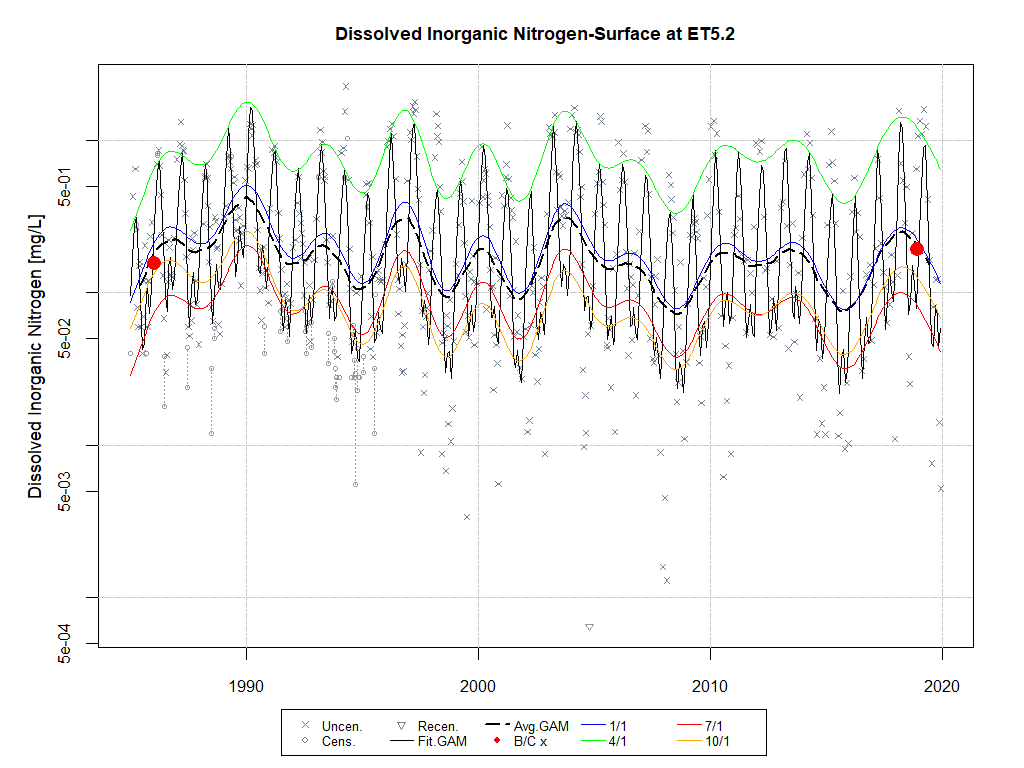 Dissolved Inorganic Nitrogen-Surface at ET5.2
Dissolved Inorganic Nitrogen [mg/L]
5e-01
5e-02
5e-03
5e-04
1990 2000 2010 2020
Uncen. Recen. Avg.GAM 1/1 7/1
Cens. Fit.GAM B/C x 4/1 10/1